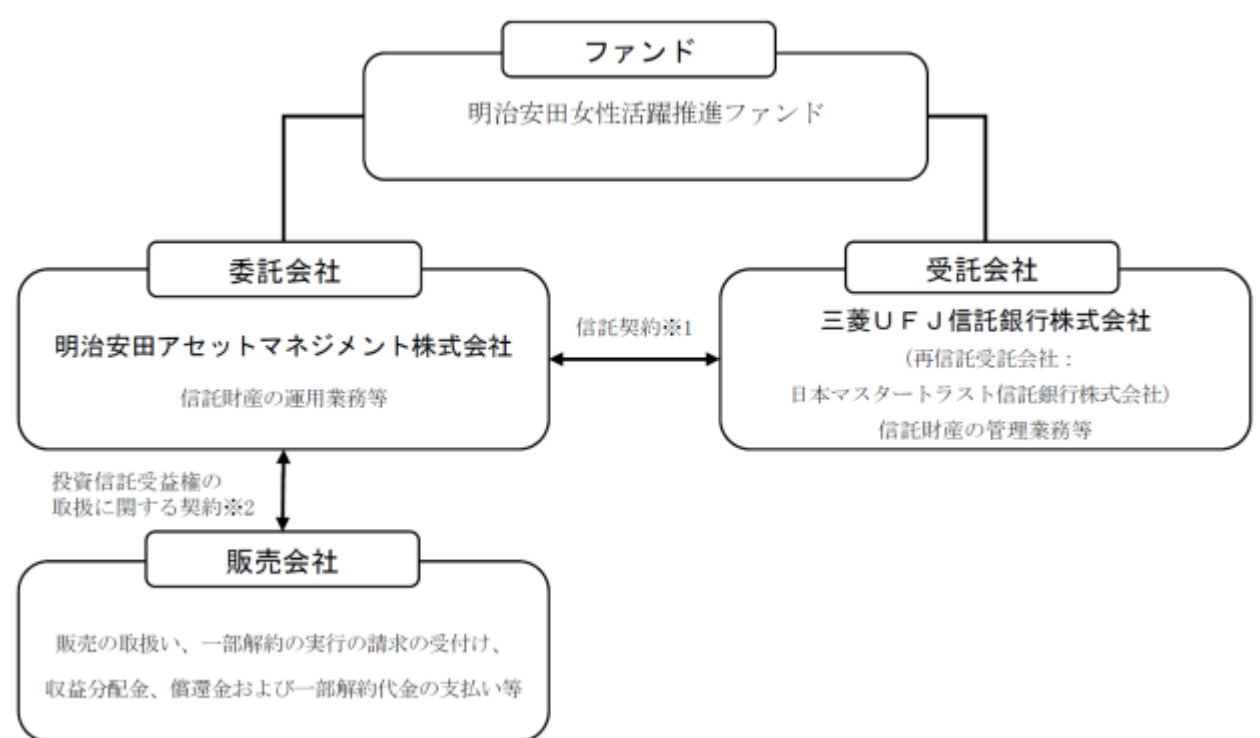 ファンド
明治安田女性活躍推進ファンド
委託会社
明治安田アセットマネジメント株式会社
信託財産の運用業務等
信託契約※1
受託会社
三菱ＵＦＪ信託銀行株式会社
（再信託受託会社：
日本マスタートラスト信託銀行株式会社）
信託財産の管理業務等
投資信託受益権の
取扱に関する契約※2
販売会社
販売の取扱い、一部解約の実行の請求の受付け、
収益分配金、償還金および一部解約代金の支払い等